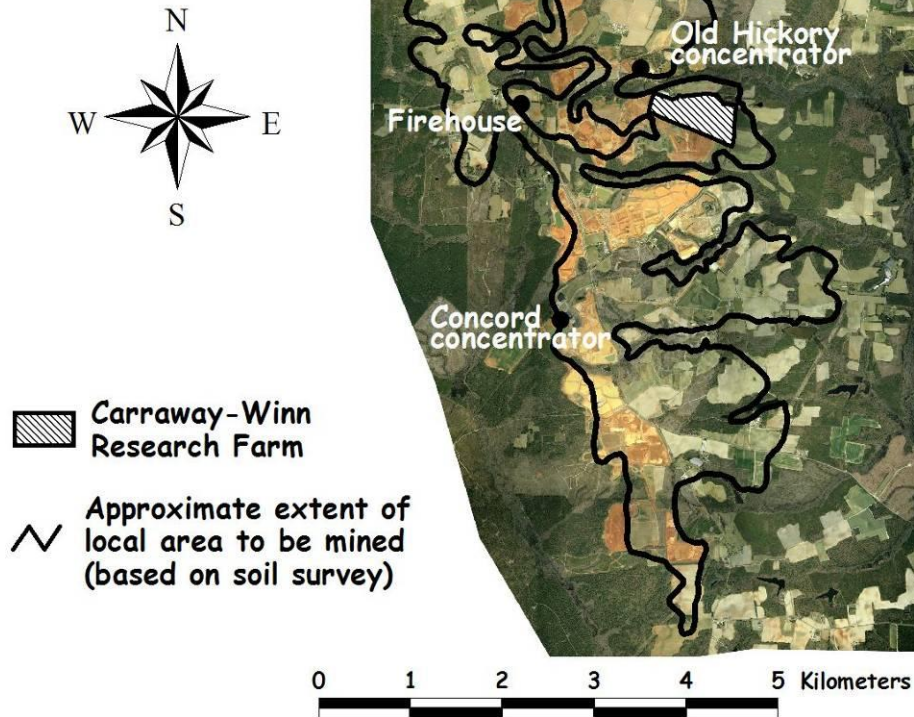 N
W
E
S
Old Hickory
concentrator
Firehouse
Concord
concentrator
Carraway-Winn
Research Farm
Approximate extent of
local area to be mined
(based on soil survey)
0 1 2 3 4 5 Kilometers